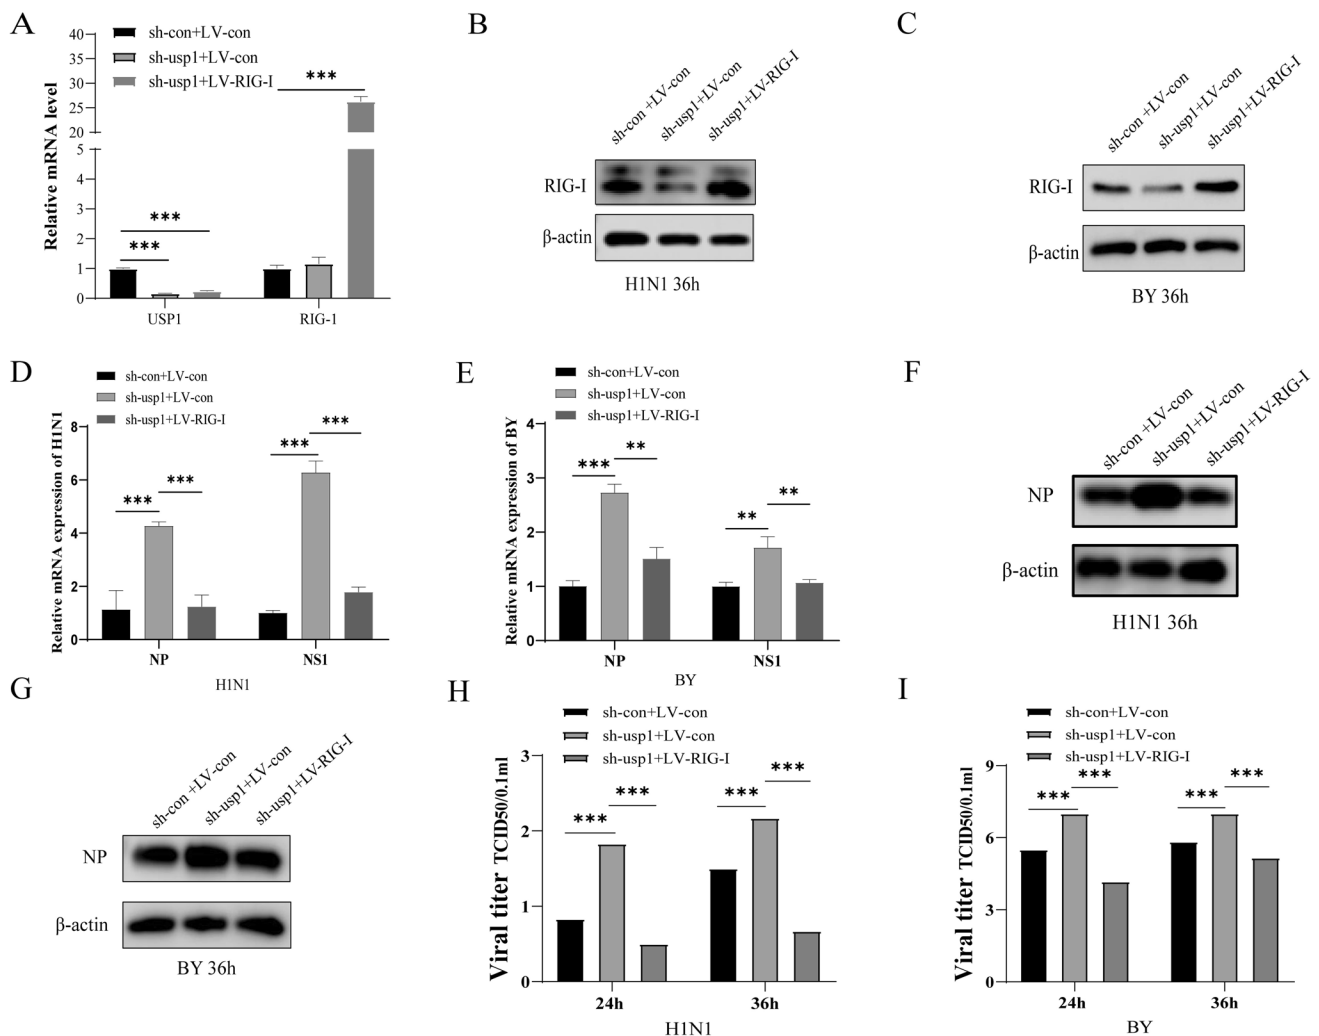 A
sh-con+LV-con
sh-usp1+LV-con
sh-usp1+LV-RIG-I
Relative mRNA level
40
35
30
25
20
5
4
3
2
1
0
***
***
***
USP1
RIG-1
B
sh-con +LV-con
sh-usp1+LV-con
sh-usp1+LV-RIG-I
RIG-I
β-actin
H1N1 36h
C
sh-con +LV-con
sh-usp1+LV-con
sh-usp1+LV-RIG-I
RIG-I
β-actin
BY 36h
D
sh-con+LV-con
sh-usp1+LV-con
sh-usp1+LV-RIG-I
Relative mRNA expression of H1N1
8
6
4
2
0
***
***
***
***
NP
NS1
H1N1
E
sh-con+LV-con
sh-usp1+LV-con
sh-usp1+LV-RIG-I
Relative mRNA expression of BY
4
3
2
1
0
***
**
**
**
NP
NS1
BY
F
sh-con +LV-con
sh-usp1+LV-con
sh-usp1+LV-RIG-I
NP
β-actin
H1N1 36h
G
sh-con +LV-con
sh-usp1+LV-con
sh-usp1+LV-RIG-I
NP
β-actin
BY 36h
H
sh-con+LV-con
sh-usp1+LV-con
sh-usp1+LV-RIG-I
Viral titer TCID50/0.1ml
3
2
1
0
***
***
***
***
24h
36h
H1N1
I
sh-con+LV-con
sh-usp1+LV-con
sh-usp1+LV-RIG-I
Viral titer TCID50/0.1ml
9
6
3
0
***
***
***
***
24h
36h
BY